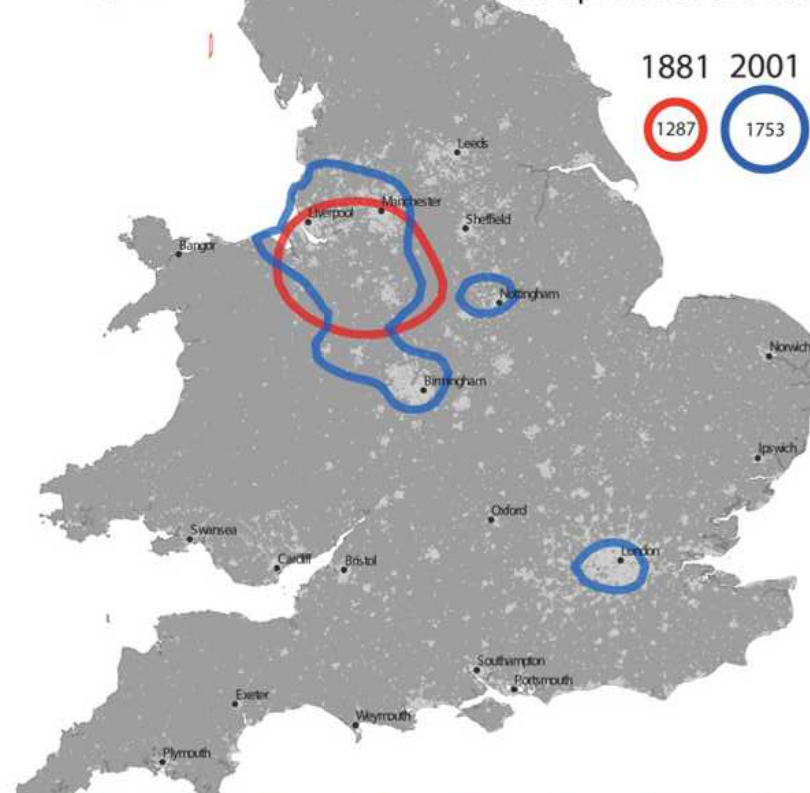 1881 2001
1287 1753
Leeds
Manchester
Liverpool
Sheffield
Bangor
Nottingham
Norwich
Birmingham
Ipswich
Oxford
Swansea
London
Cardiff
Bristol
Southampton
Portsmouth
Exeter
Weymouth
Plymouth